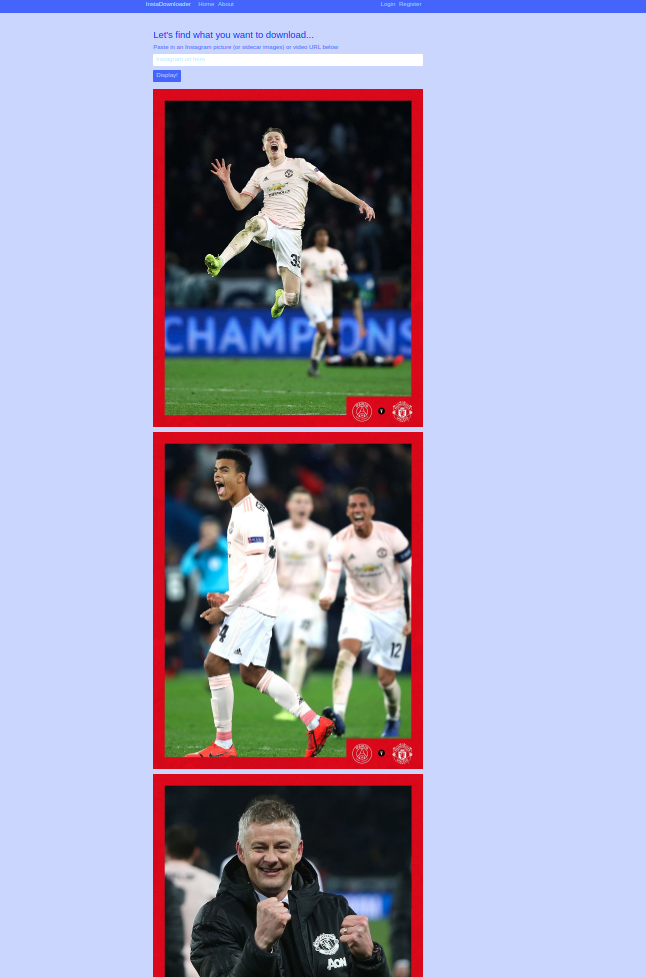 InstaDownloader Home About Login Register
Let's find what you want to download...
Paste in an Instagram picture (or sidecar images) or video URL below
Instagram url here
Display!
39
CHAMPIONS
12
AON